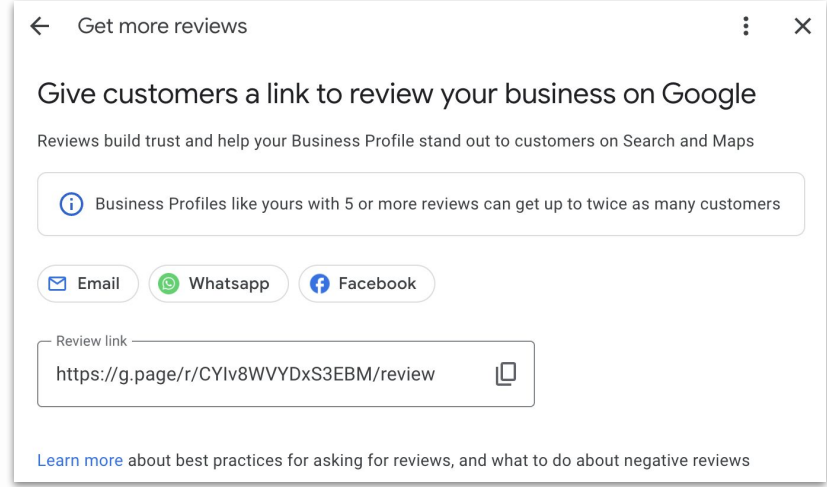 Get more reviews
Give customers a link to review your business on Google
Reviews build trust and help your Business Profile stand out to customers on Search and Maps
Business Profiles like yours with 5 or more reviews can get up to twice as many customers
Email Whatsapp Facebook
Review link
https://g.page/r/CYIv8WVYDxS3EBM/review
Learn more about best practices for asking for reviews, and what to do about negative reviews